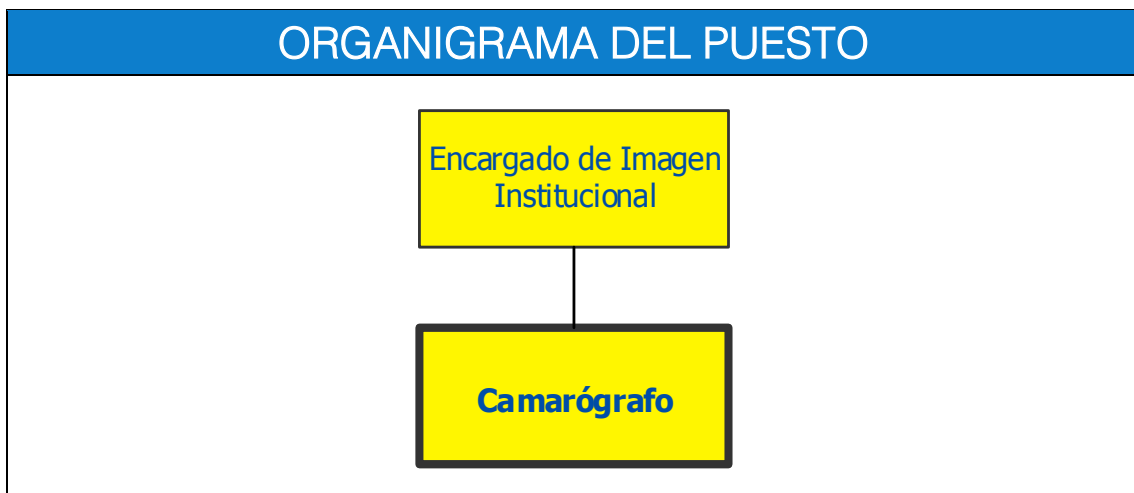 ORGANIGRAMA DEL PUESTO
Encargado de Imagen
Institucional
Camarógrafo